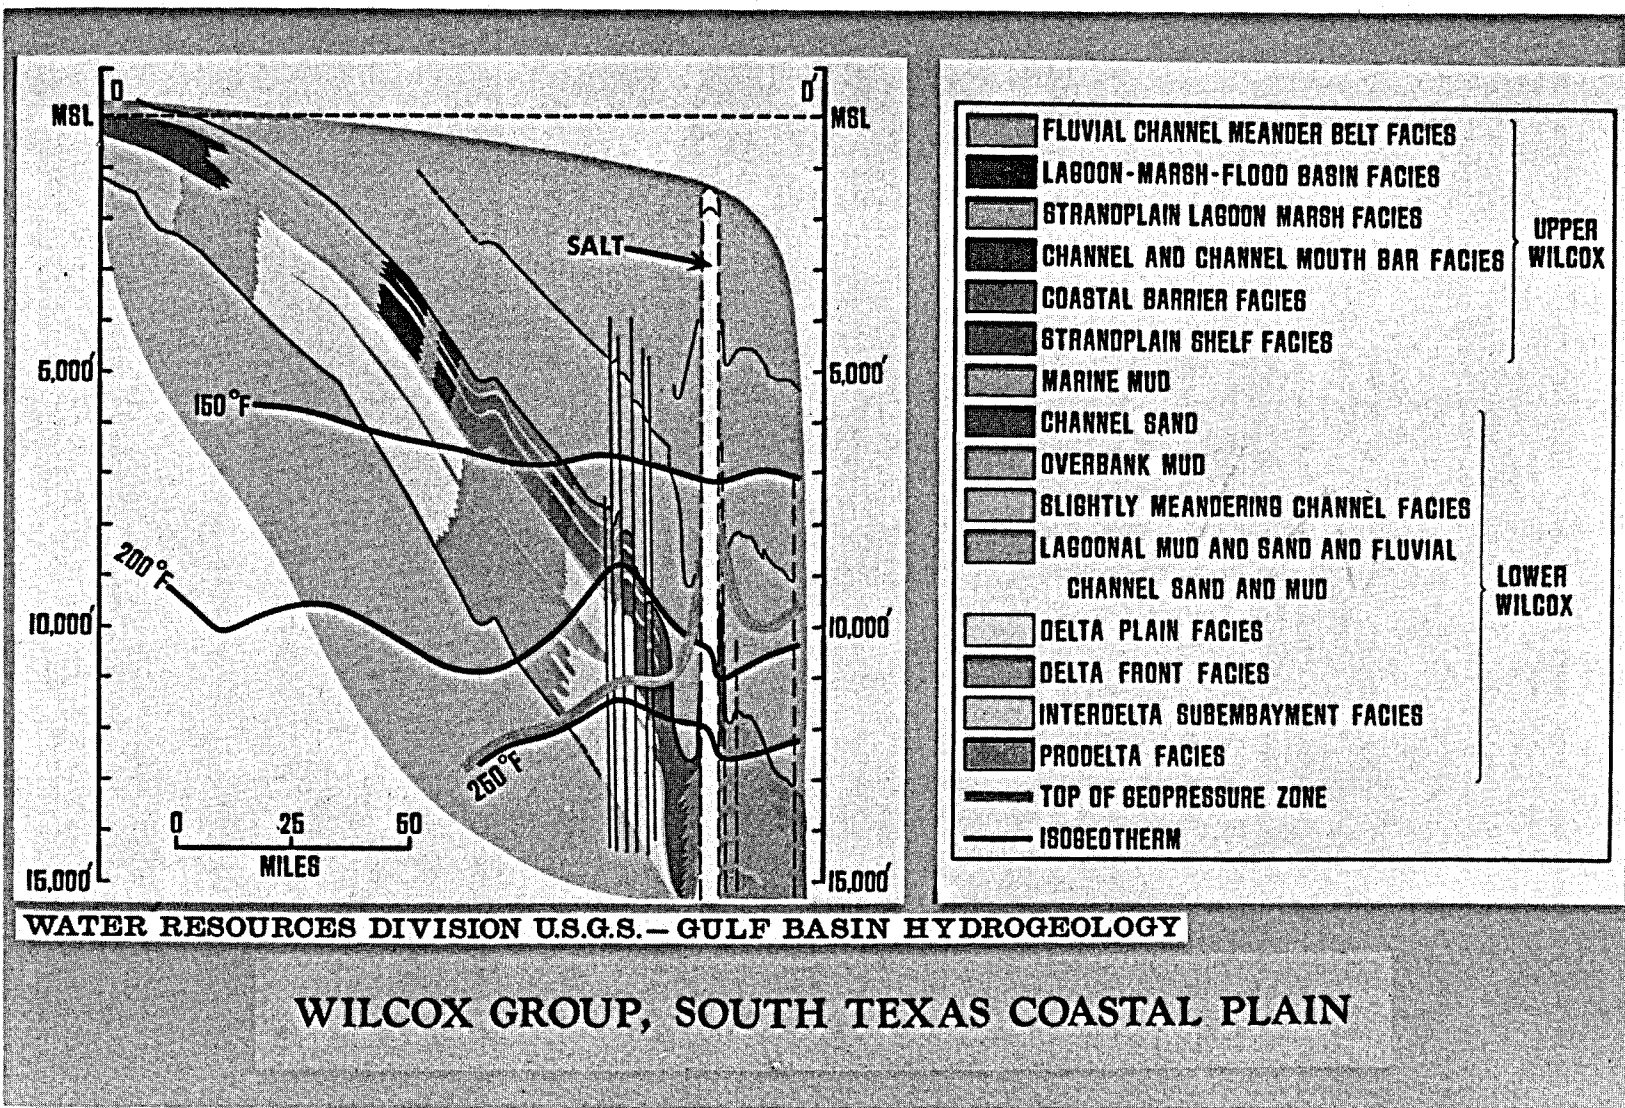 D
D'
MSL
MSL
SALT
5,000'
5,000'
150°F
200°F
10,000'
10,000'
250°F
0 25 50
MILES
15,000'
15,000'
FLUVIAL CHANNEL MEANDER BELT FACIES
LAGOON-MARSH-FLOOD BASIN FACIES
STRANDPLAIN LAGOON MARSH FACIES
CHANNEL AND CHANNEL MOUTH BAR FACIES
COASTAL BARRIER FACIES
STRANDPLAIN SHELF FACIES
UPPER
WILCOX
MARINE MUD
CHANNEL SAND
OVERBANK MUD
SLIGHTLY MEANDERING CHANNEL FACIES
LAGOONAL MUD AND SAND AND FLUVIAL
CHANNEL SAND AND MUD
DELTA PLAIN FACIES
DELTA FRONT FACIES
INTERDELTA SUBEMBAYMENT FACIES
PRODELTA FACIES
LOWER
WILCOX
TOP OF GEOPRESSURE ZONE
ISOGEOTHERM
WATER RESOURCES DIVISION U.S.G.S.—GULF BASIN HYDROGEOLOGY
WILCOX GROUP, SOUTH TEXAS COASTAL PLAIN